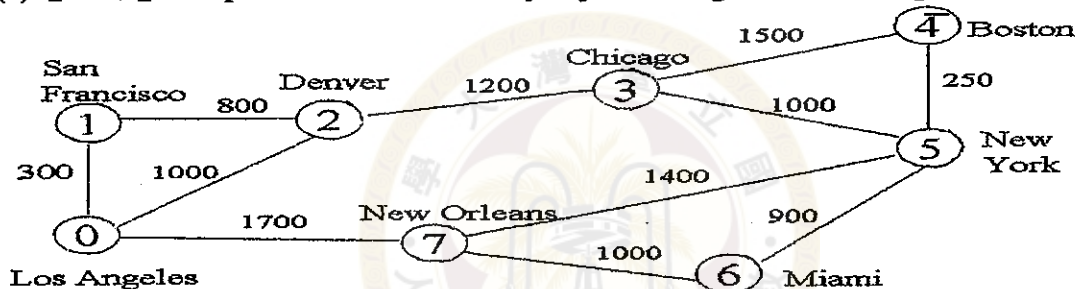 1500
4
Boston
San
Francisco
Denver
Chicago
1200
3
250
800
1
2
1000
5
New
York
300
1000
1400
New Orleans
900
1700
0
7
1000
6
Los Angeles
Miami